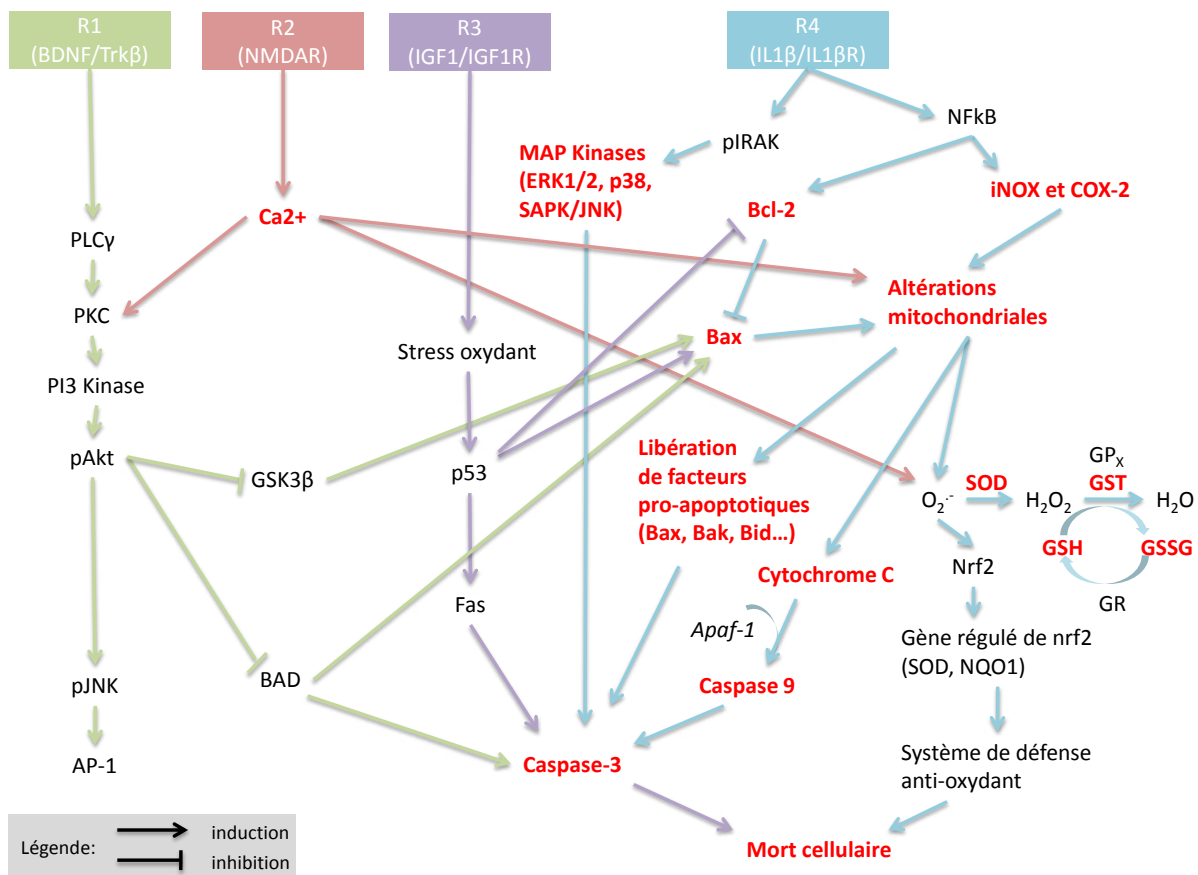 R1
(BDNF/Trkβ)
R2
(NMDAR)
R3
(IGF1/IGF1R)
R4
(IL1β/IL1βR)
NFkB
pIRAK
MAP Kinases
(ERK1/2, p38,
SAPK/JNK)
iNOX et COX-2
Bcl-2
Ca2+
PLCγ
Altérations
mitochondriales
PKC
Bax
Stress oxydant
PI3 Kinase
pAkt
GSK3β
p53
Libération
de facteurs
pro-apoptotiques
(Bax, Bak, Bid...)
O₂·⁻
SOD
H₂O₂
GPX
GST
H₂O
GSH
GSSG
GR
Cytochrome C
Nrf2
Fas
Apaf-1
Gène régulé de nrf2
(SOD, NQO1)
pJNK
BAD
Caspase 9
AP-1
Caspase-3
Système de défense
anti-oxydant
Mort cellulaire
Légende:
induction
inhibition